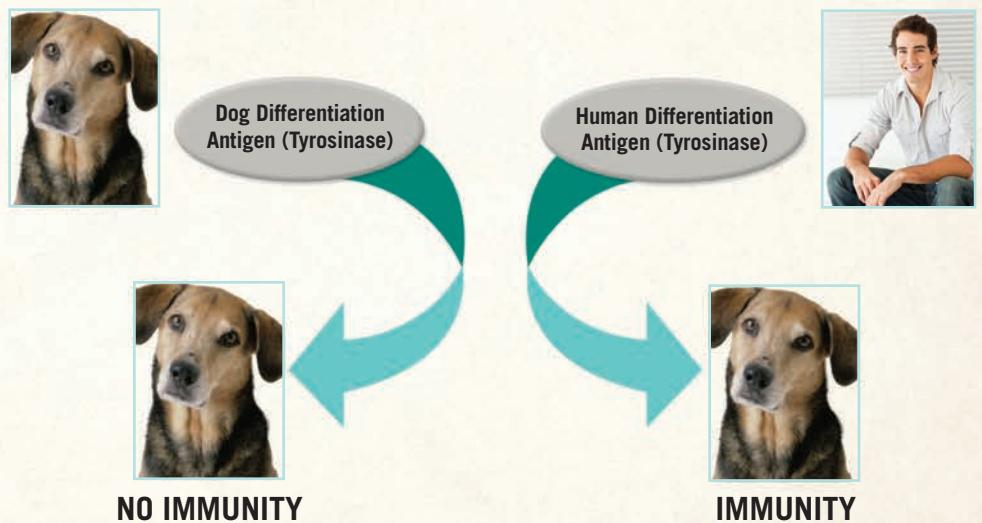 Dog Differentiation
Antigen (Tyrosinase)
Human Differentiation
Antigen (Tyrosinase)
NO IMMUNITY
IMMUNITY